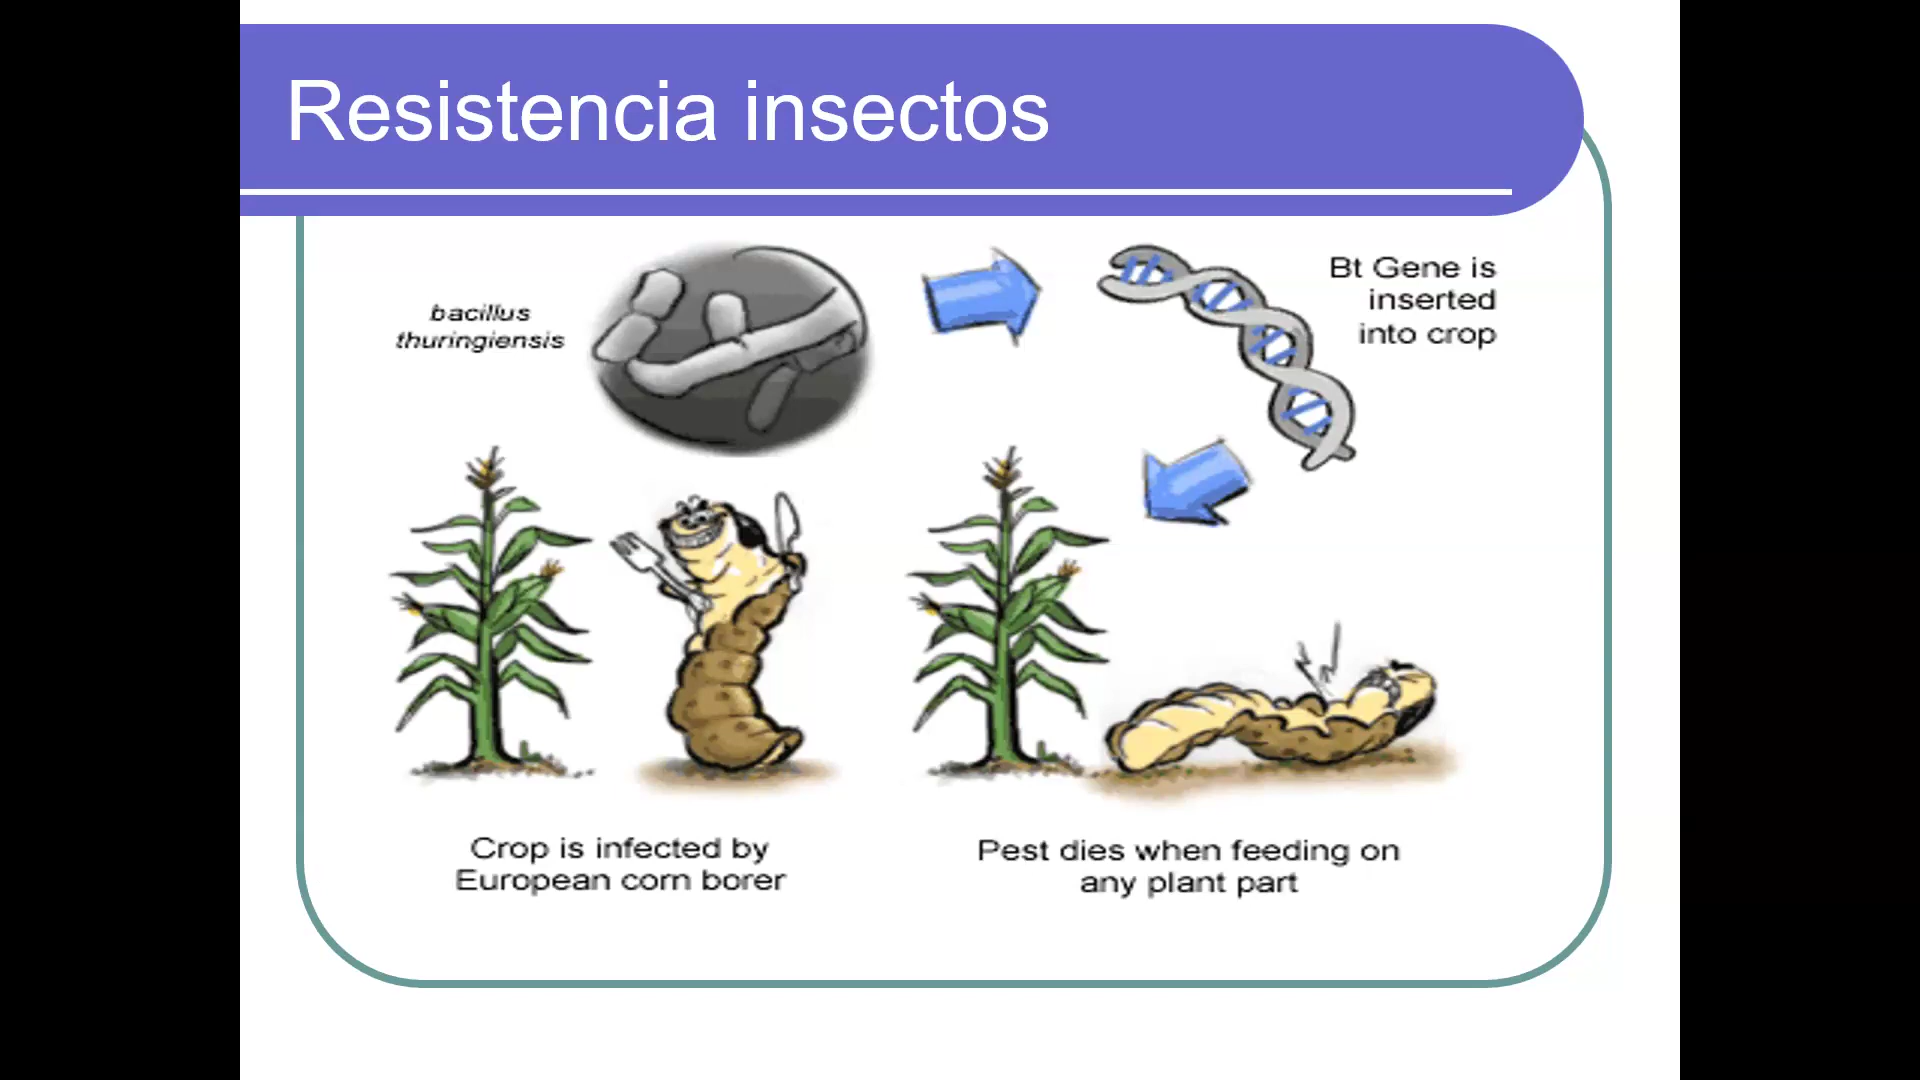 Resistencia insectos
bacillus
thuringiensis
Bt Gene is
inserted
into crop
Crop is infected by
European corn borer
Pest dies when feeding on
any plant part